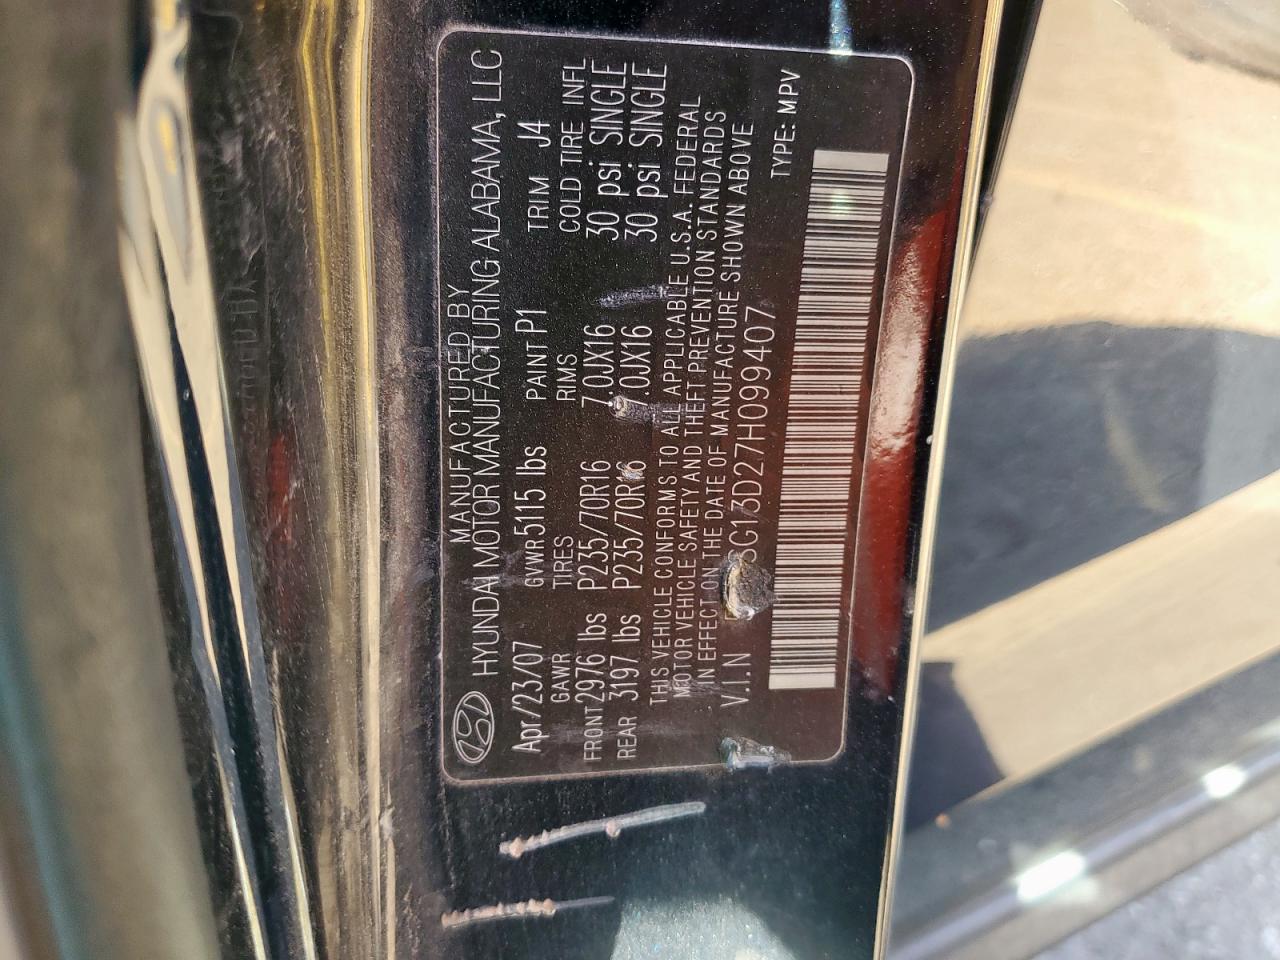 MANUFACTURED BY
HYUNDAI MOTOR MANUFACTURING ALABAMA, LLC
Apr/23/07 GVWR 5115 lbs PAINT P1 TRIM J4
GAWR TIRES RIMS COLD TIRE INFL
FRONT 2976 lbs P235/70R16 7.0JX16 30 psi SINGLE
REAR 3197 lbs P235/70R16 7.0JX16 30 psi SINGLE
THIS VEHICLE CONFORMS TO ALL APPLICABLE U.S.A. FEDERAL
MOTOR VEHICLE SAFETY AND THEFT PREVENTION STANDARDS
IN EFFECT ON THE DATE OF MANUFACTURE SHOWN ABOVE
V.I.N SG13D27H099407
TYPE: MPV